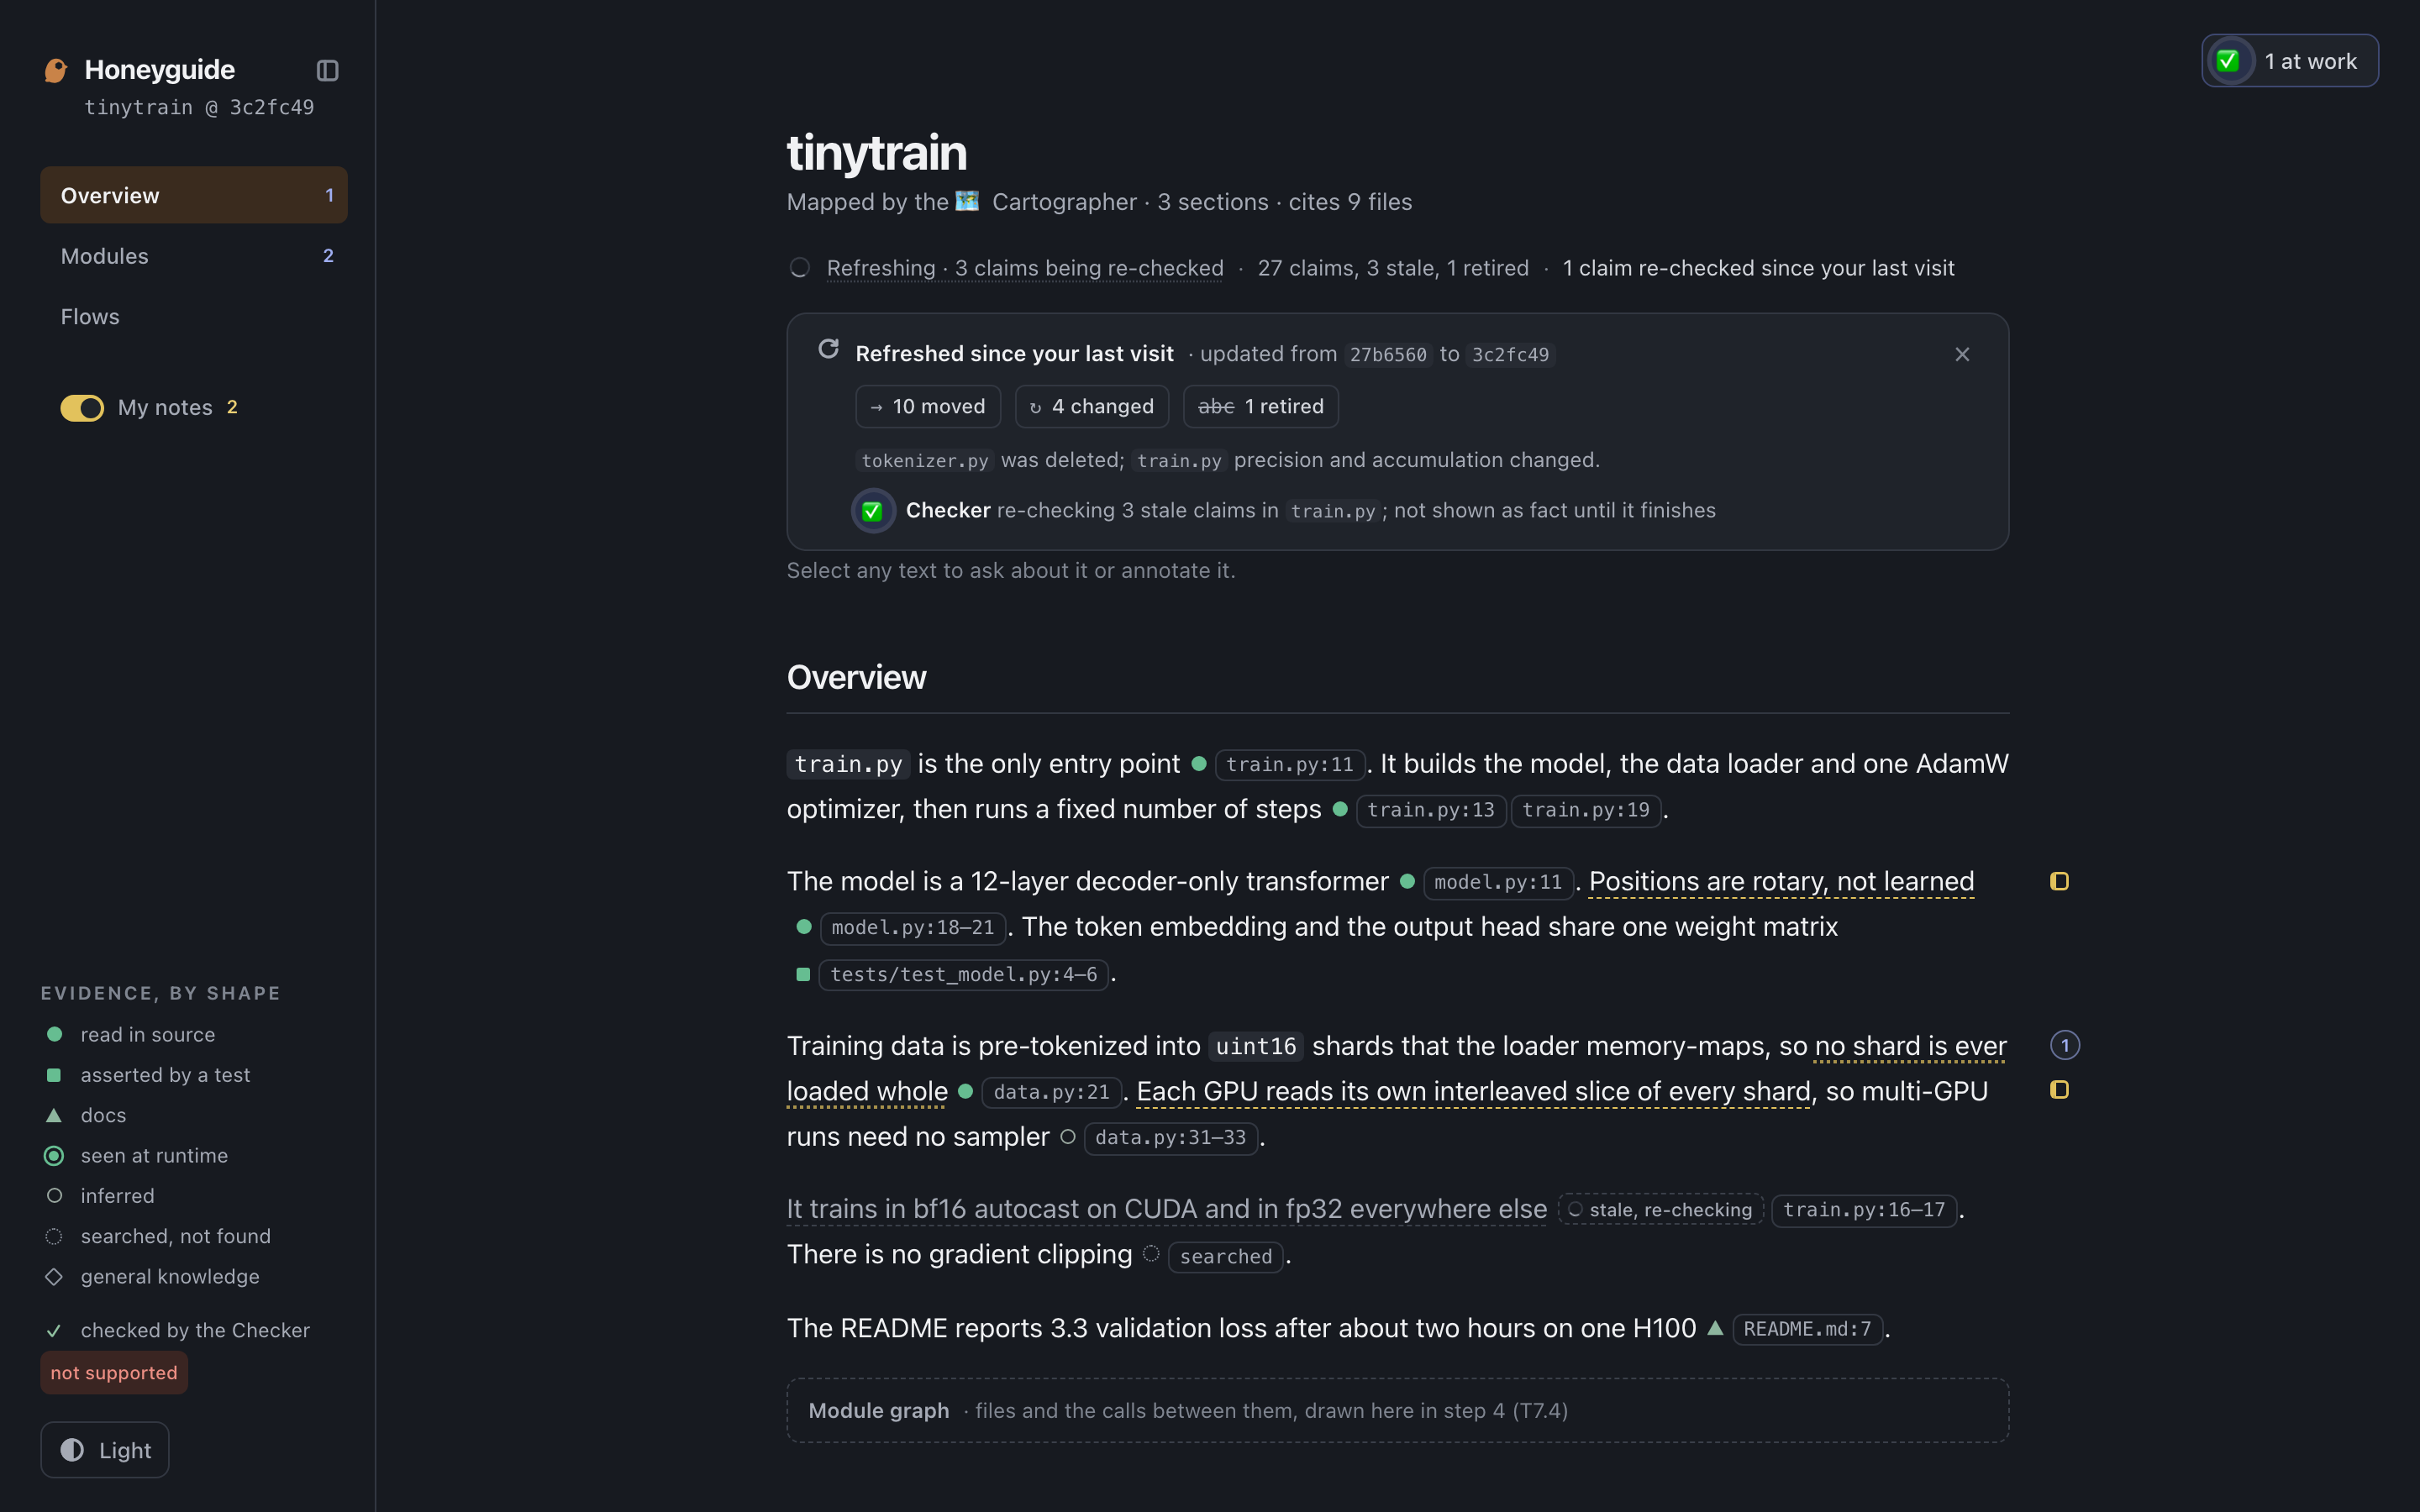 Honeyguide
tinytrain @ 3c2fc49
Overview 1
Modules 2
Flows
My notes 2
EVIDENCE, BY SHAPE
read in source
asserted by a test
docs
seen at runtime
inferred
searched, not found
general knowledge
checked by the Checker
not supported
Light
1 at work
tinytrain
Mapped by the Cartographer · 3 sections · cites 9 files
Refreshing · 3 claims being re-checked · 27 claims, 3 stale, 1 retired · 1 claim re-checked since your last visit
Refreshed since your last visit · updated from 27b6560 to 3c2fc49
→ 10 moved ↻ 4 changed abc 1 retired
tokenizer.py was deleted; train.py precision and accumulation changed.
Checker re-checking 3 stale claims in train.py; not shown as fact until it finishes
Select any text to ask about it or annotate it.
Overview
train.py is the only entry point train.py:11. It builds the model, the data loader and one AdamW
optimizer, then runs a fixed number of steps train.py:13 train.py:19.
The model is a 12-layer decoder-only transformer model.py:11. Positions are rotary, not learned
model.py:18–21. The token embedding and the output head share one weight matrix
tests/test_model.py:4–6.
Training data is pre-tokenized into uint16 shards that the loader memory-maps, so no shard is ever 1
loaded whole data.py:21. Each GPU reads its own interleaved slice of every shard, so multi-GPU
runs need no sampler data.py:31–33.
It trains in bf16 autocast on CUDA and in fp32 everywhere else stale, re-checking train.py:16–17.
There is no gradient clipping searched.
The README reports 3.3 validation loss after about two hours on one H100 README.md:7.
Module graph · files and the calls between them, drawn here in step 4 (T7.4)